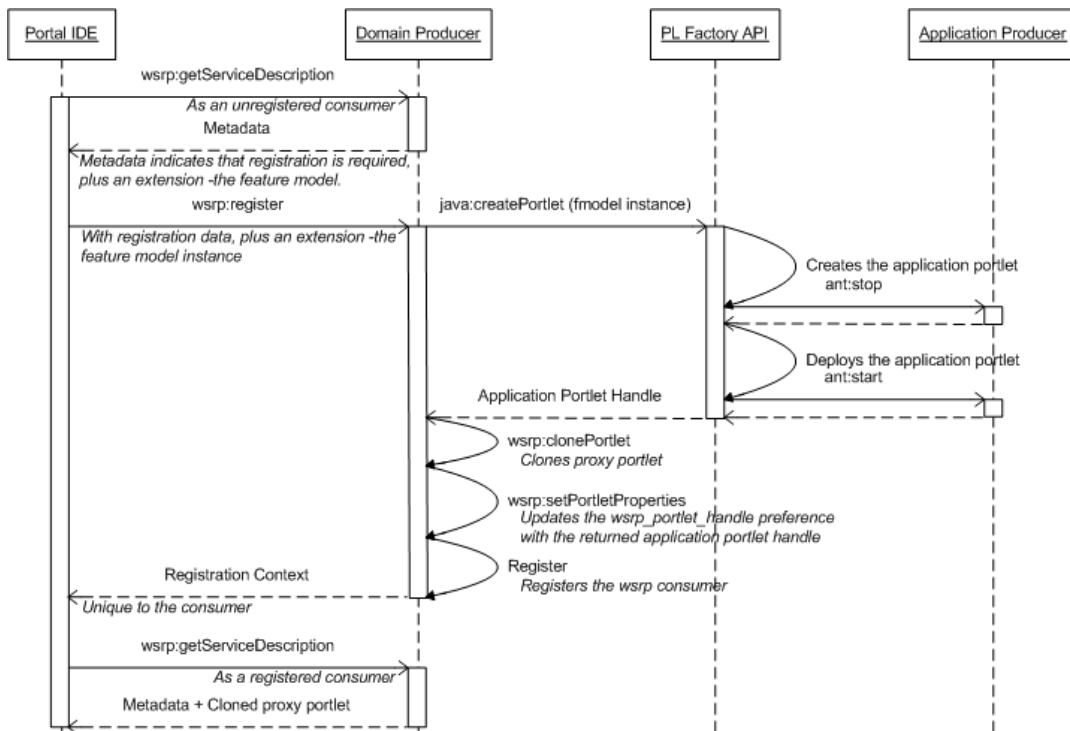 Portal IDE
Domain Producer
PL Factory API
Application Producer
wsrp:getServiceDescription
As an unregistered consumer
Metadata
Metadata indicates that registration is required,
plus an extension -the feature model.
wsrp:register
java:createPortlet (fmodel instance)
With registration data, plus an extension -the
feature model instance
Creates the application portlet
ant:stop
Deploys the application portlet
ant:start
Application Portlet Handle
wsrp:clonePortlet
Clones proxy portlet
wsrp:setPortletProperties
Updates the wsrp_portlet_handle preference
with the returned application portlet handle
Register
Registers the wsrp consumer
Registration Context
Unique to the consumer
wsrp:getServiceDescription
As a registered consumer
Metadata + Cloned proxy portlet